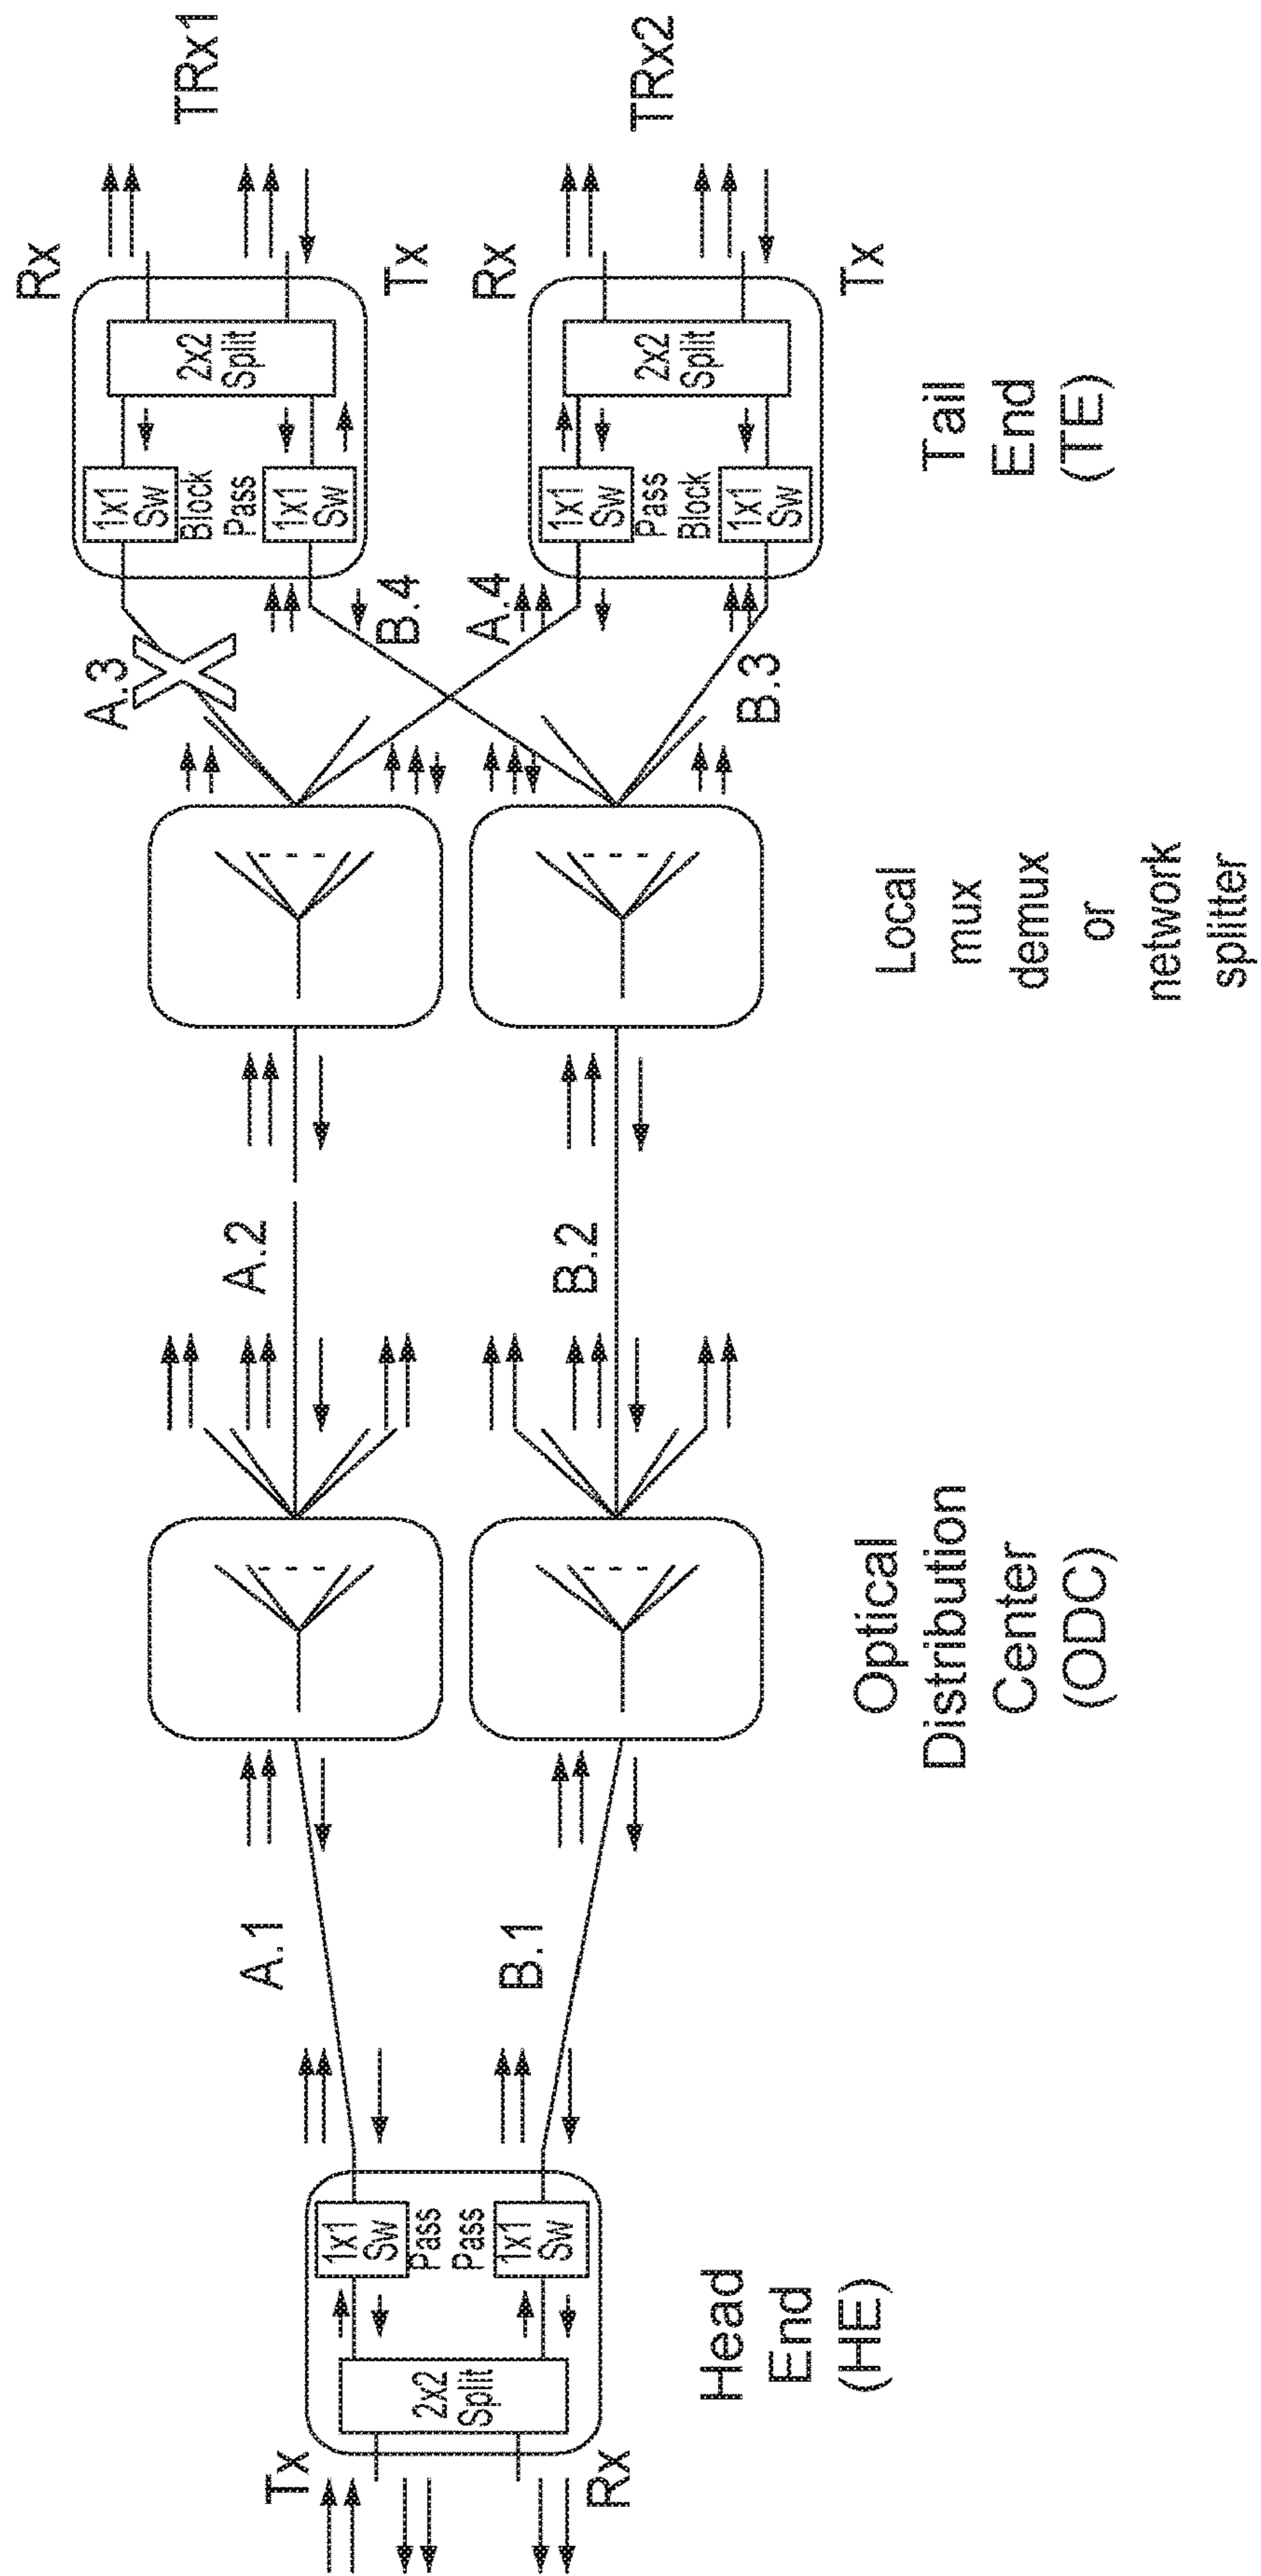 TRx1
TRx2
Rx
Tx
Rx
Tx
2x2
Split
2x2
Split
1x1
Sw
Block
Pass
1x1
Sw
1x1
Sw
Pass
Block
1x1
Sw
Tail
End
(TE)
A.3
B.4
A.4
B.3
Local
mux
demux
or
network
splitter
A.2
B.2
Optical
Distribution
Center
(ODC)
A.1
B.1
1x1
Sw
Pass
Pass
1x1
Sw
2x2
Split
Head
End
(HE)
Tx
Rx